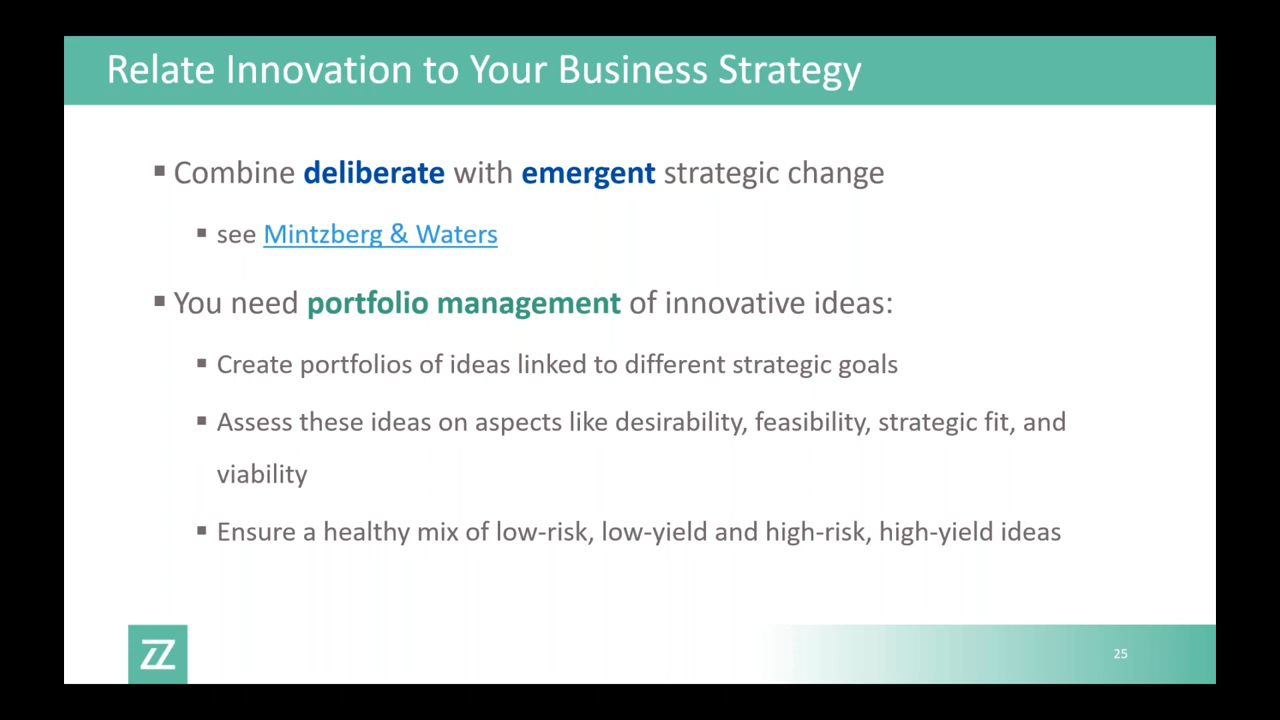 Relate Innovation to Your Business Strategy
▪ Combine deliberate with emergent strategic change
▪ see Mintzberg & Waters
▪ You need portfolio management of innovative ideas:
▪ Create portfolios of ideas linked to different strategic goals
▪ Assess these ideas on aspects like desirability, feasibility, strategic fit, and
viability
▪ Ensure a healthy mix of low-risk, low-yield and high-risk, high-yield ideas
25